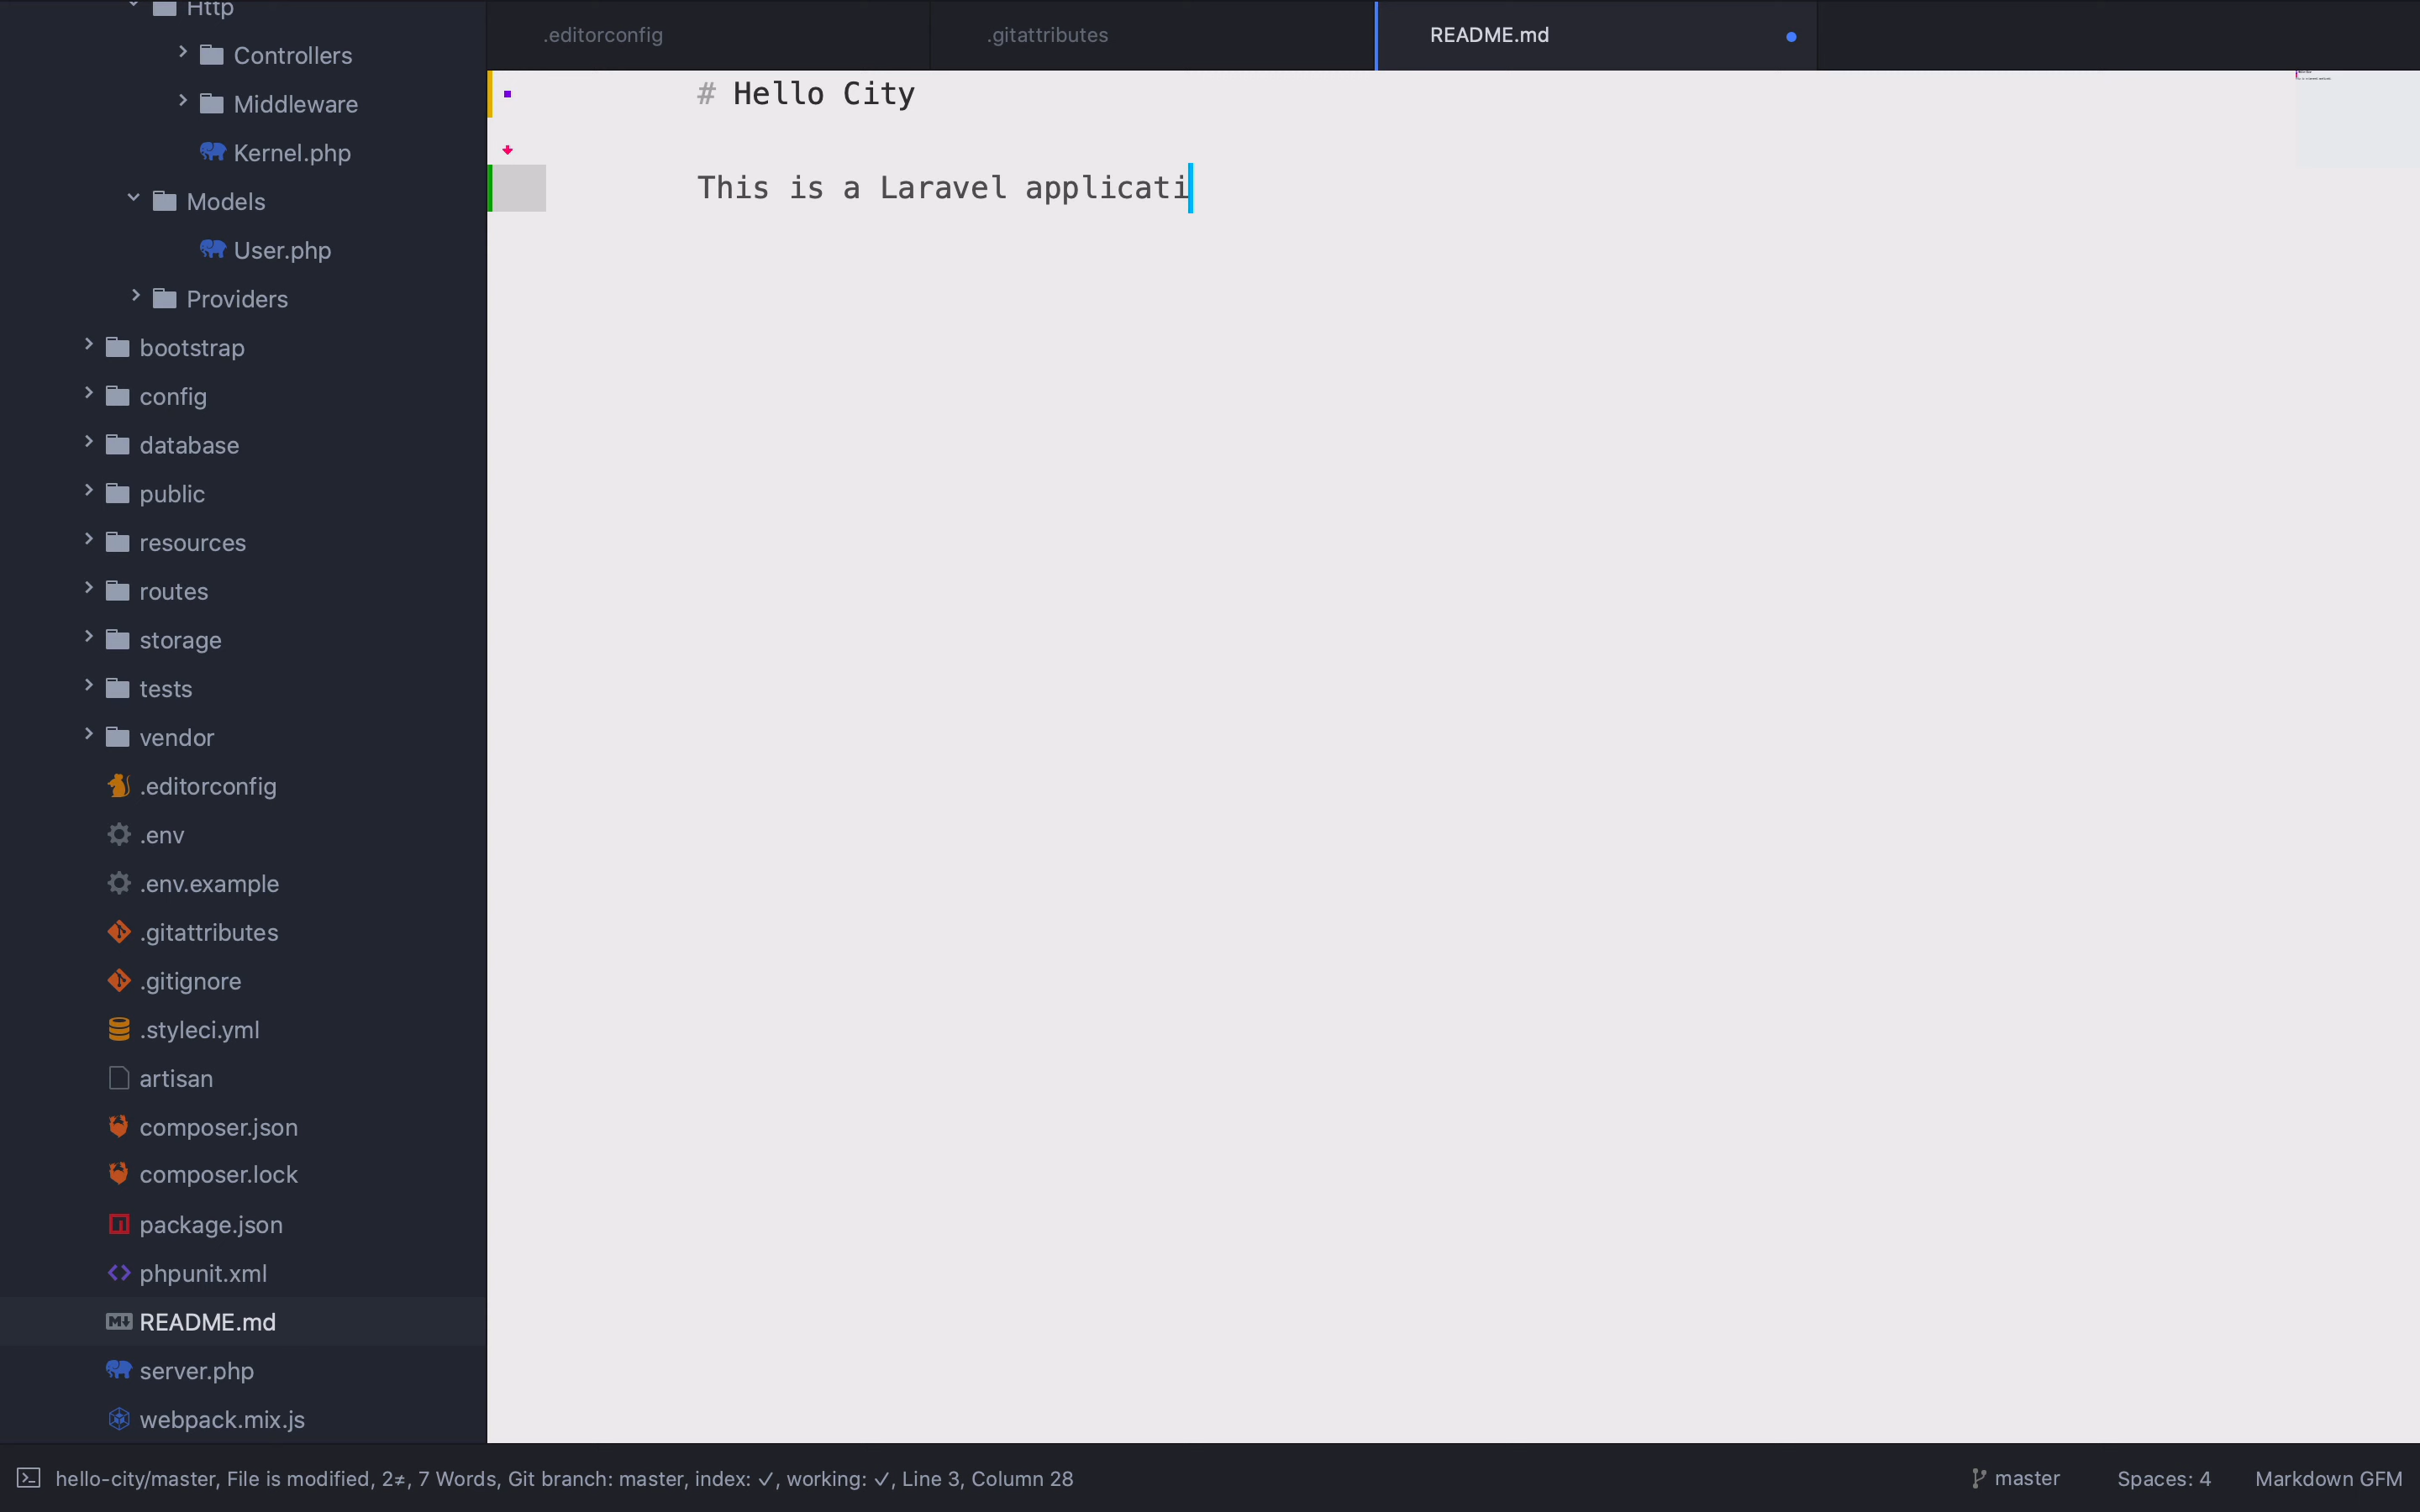 Http
Controllers
Middleware
Kernel.php
Models
User.php
Providers
bootstrap
config
database
public
resources
routes
storage
tests
vendor
.editorconfig
.env
.env.example
.gitattributes
.gitignore
.styleci.yml
artisan
composer.json
composer.lock
package.json
phpunit.xml
README.md
server.php
webpack.mix.js
.editorconfig
.gitattributes
README.md
# Hello City
This is a Laravel applicati
hello-city/master, File is modified, 2≠, 7 Words, Git branch: master, index: ✓, working: ✓, Line 3, Column 28
master
Spaces: 4
Markdown GFM